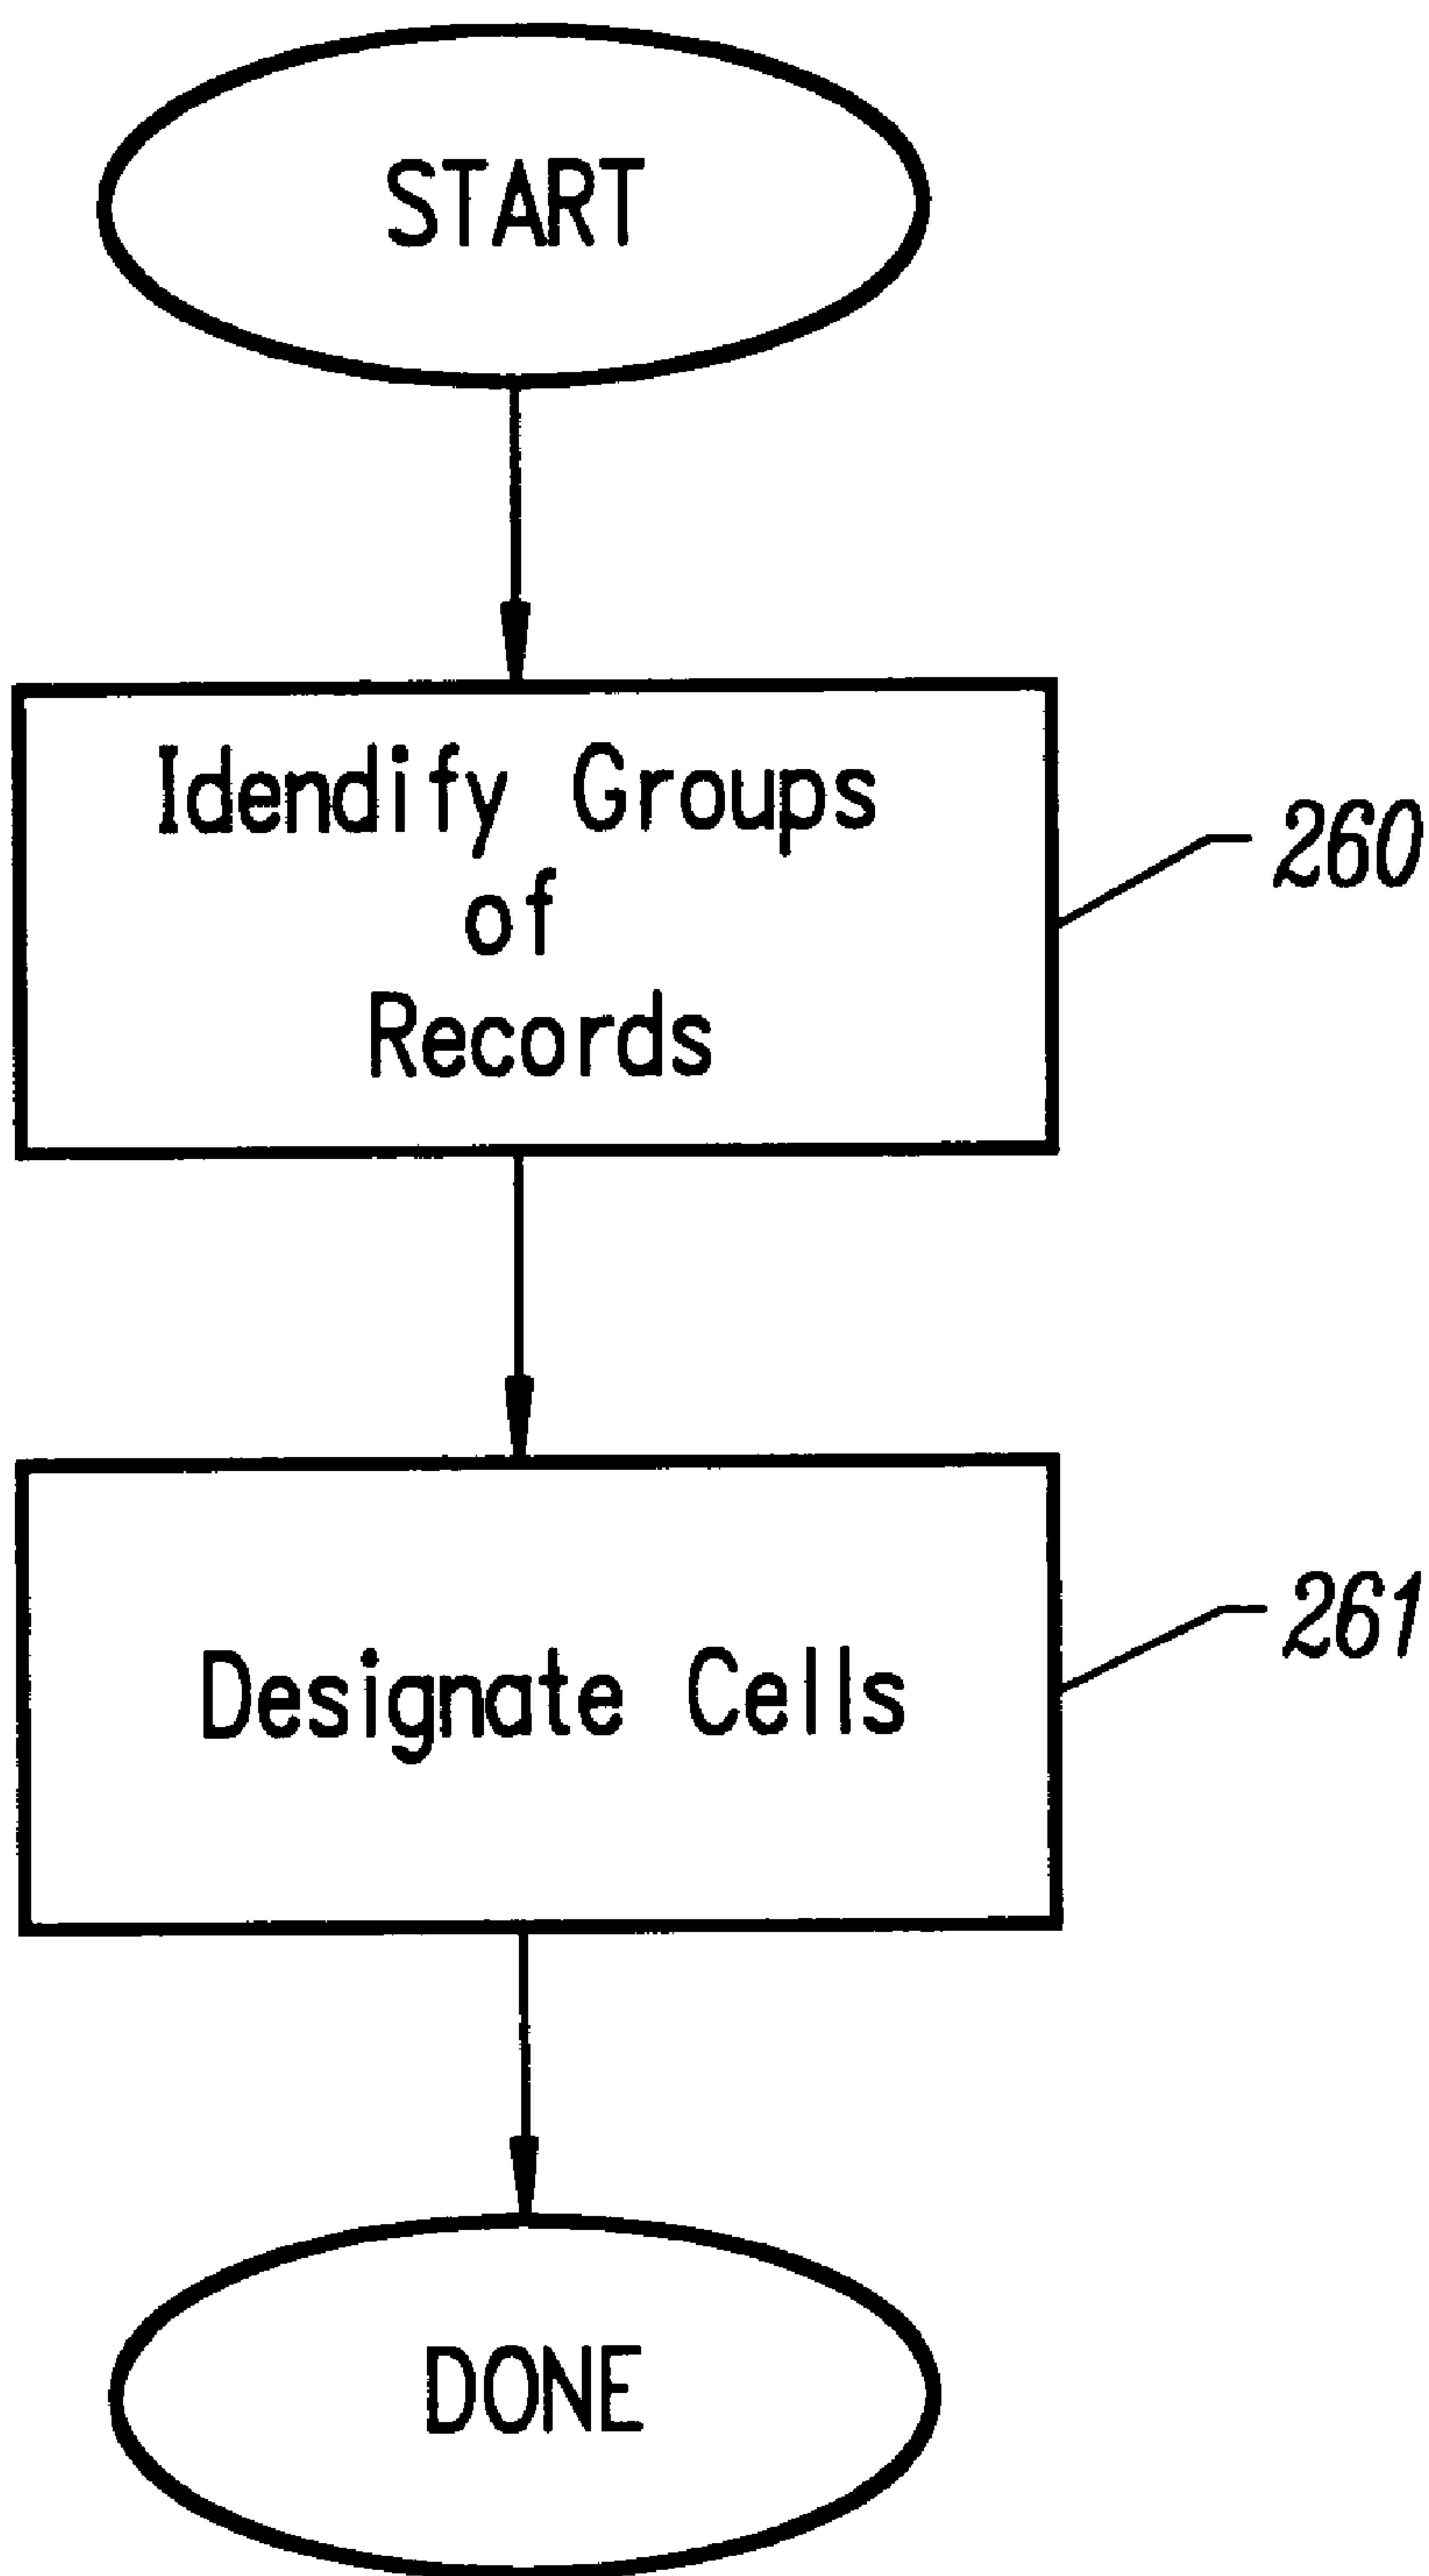 START
Idendify Groups
of
Records
260
Designate Cells
261
DONE